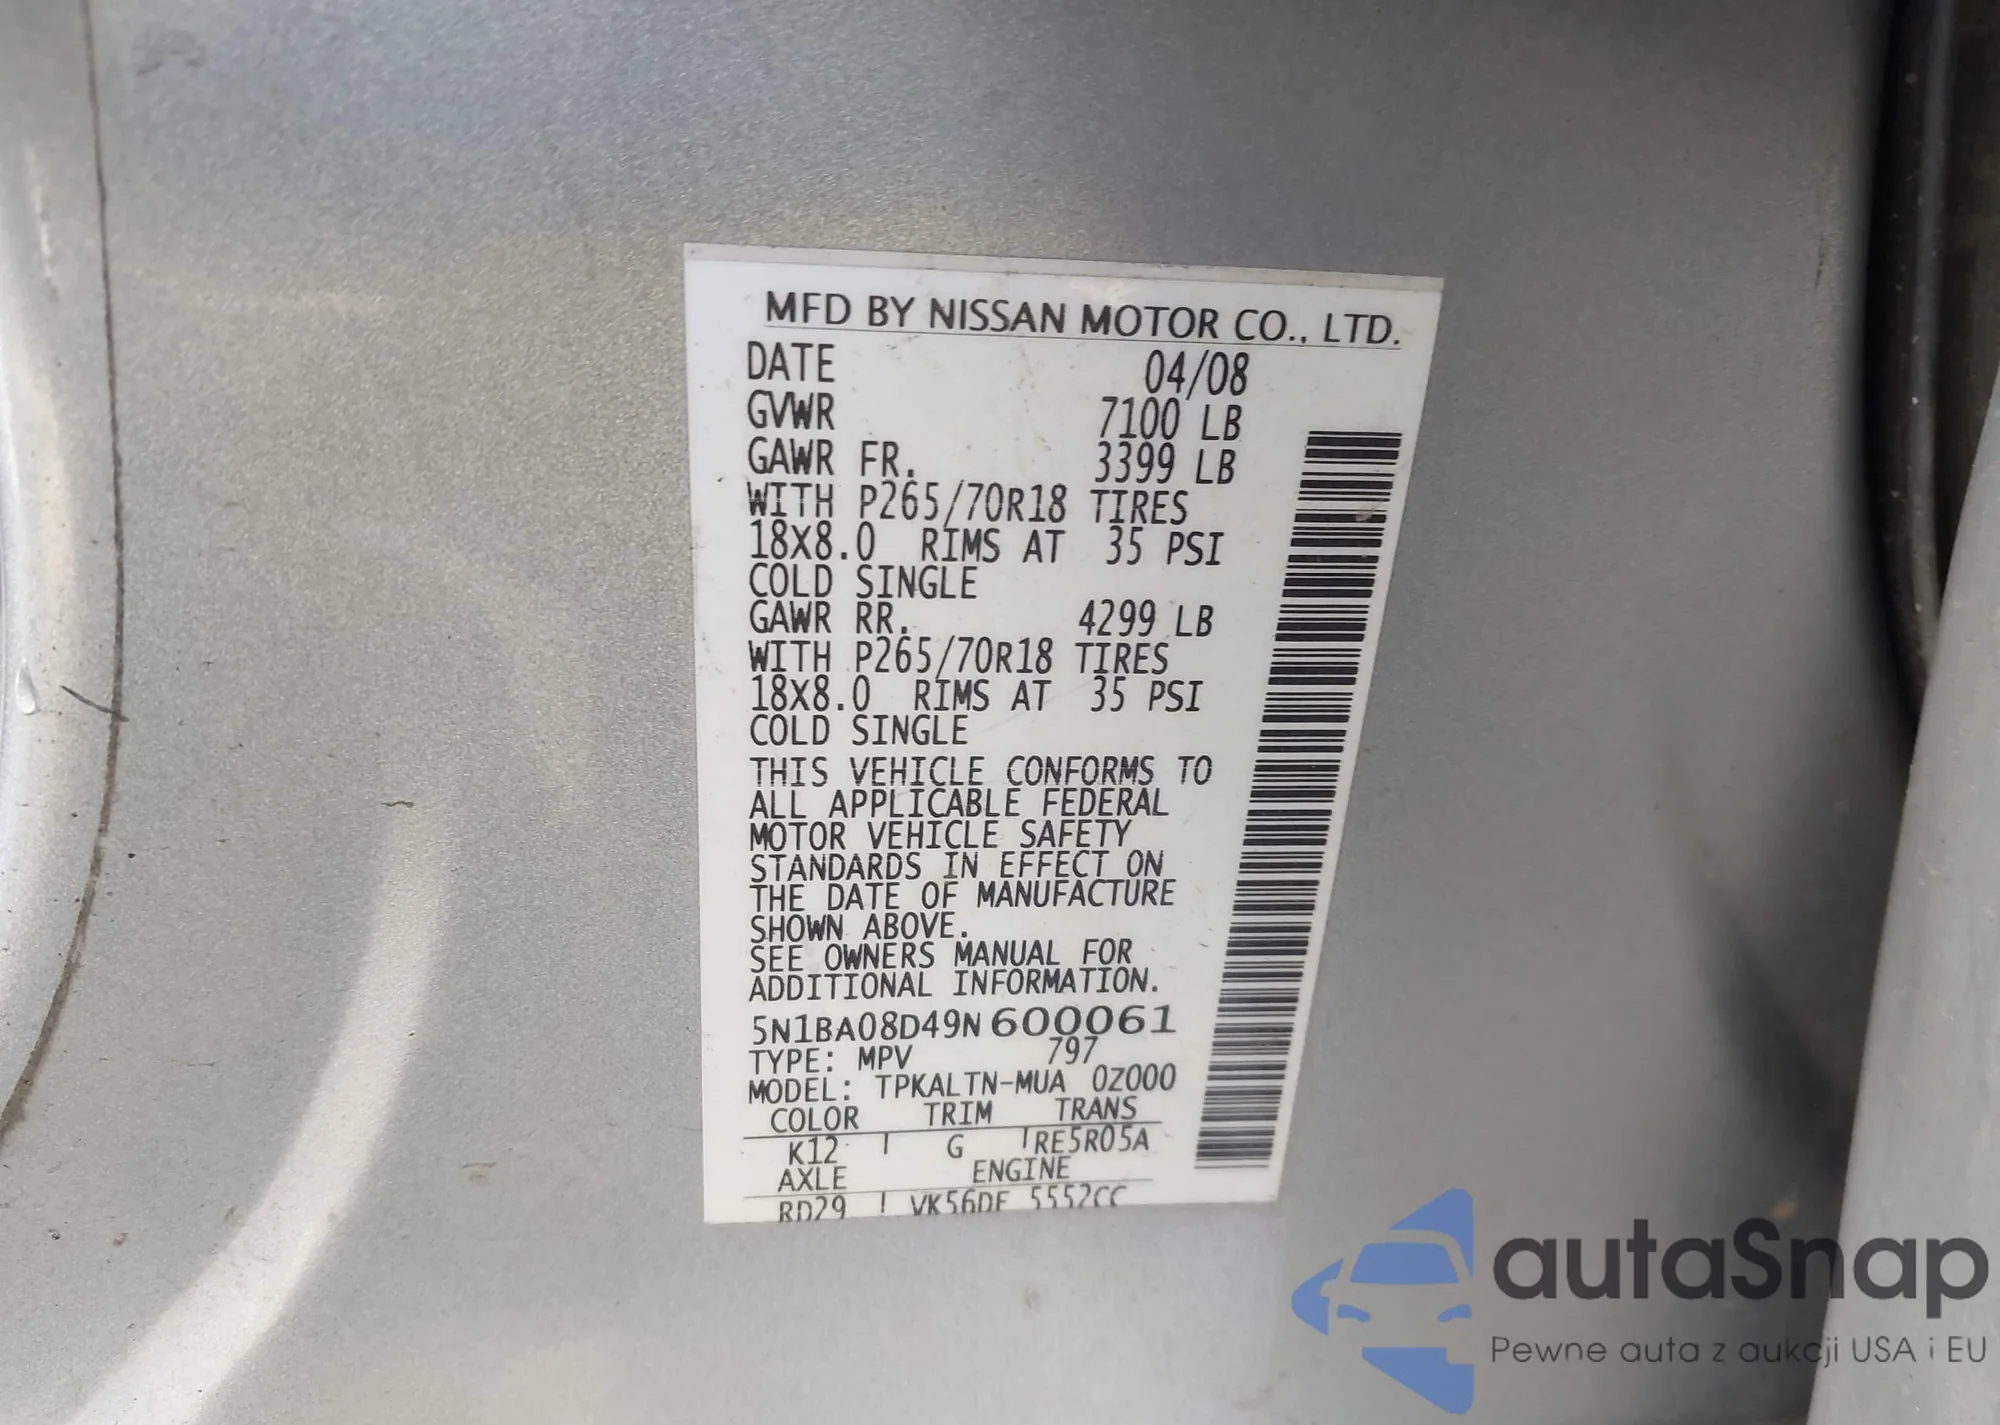 MFD BY NISSAN MOTOR CO., LTD.
DATE 04/08
GVWR 7100 LB
GAWR FR. 3399 LB
WITH P265/70R18 TIRES
18X8.0 RIMS AT 35 PSI
COLD SINGLE
GAWR RR. 4299 LB
WITH P265/70R18 TIRES
18X8.0 RIMS AT 35 PSI
COLD SINGLE
THIS VEHICLE CONFORMS TO
ALL APPLICABLE FEDERAL
MOTOR VEHICLE SAFETY
STANDARDS IN EFFECT ON
THE DATE OF MANUFACTURE
SHOWN ABOVE.
SEE OWNERS MANUAL FOR
ADDITIONAL INFORMATION.
5N1BA08D49N600061
TYPE: MPV 797
MODEL: TPKALTN-MUA 0Z000
COLOR TRIM TRANS
K12 G RE5R05A
AXLE ENGINE
RD29 VK56DE 5552CC
autaSnap
Pewne auta z aukcji USA i EU